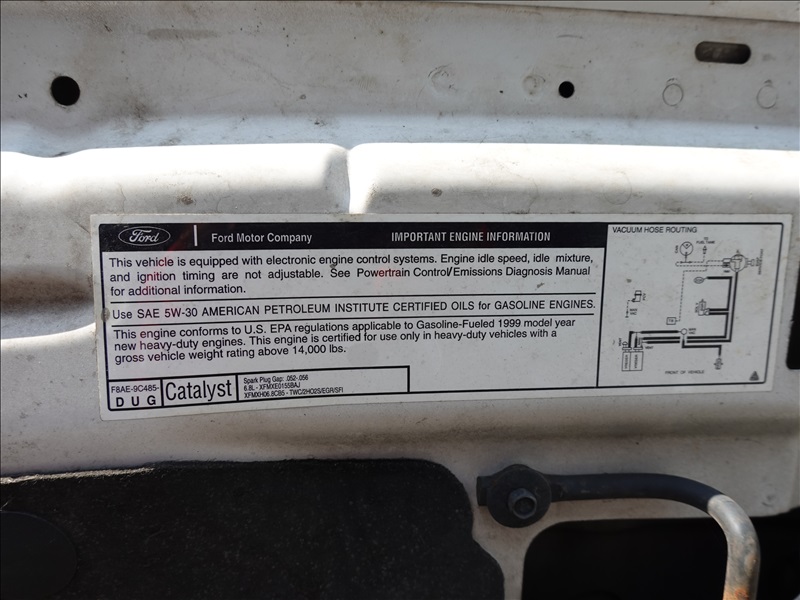 Ford
Ford Motor Company
IMPORTANT ENGINE INFORMATION
This vehicle is equipped with electronic engine control systems. Engine idle speed, idle mixture,
and ignition timing are not adjustable. See Powertrain Control/Emissions Diagnosis Manual
for additional information.
Use SAE 5W-30 AMERICAN PETROLEUM INSTITUTE CERTIFIED OILS for GASOLINE ENGINES.
This engine conforms to U.S. EPA regulations applicable to Gasoline-Fueled 1999 model year
new heavy-duty engines. This engine is certified for use only in heavy-duty vehicles with a
gross vehicle weight rating above 14,000 lbs.
F8AE-9C485-
D U G
Catalyst
Spark Plug Gap: .052-.056
6.8L - XFMXE0155BAJ
XFMXH06.8CB5 - TWC/2HO2S/EGR/SFI
VACUUM HOSE ROUTING
TO
FUEL TANK
FRONT OF VEHICLE